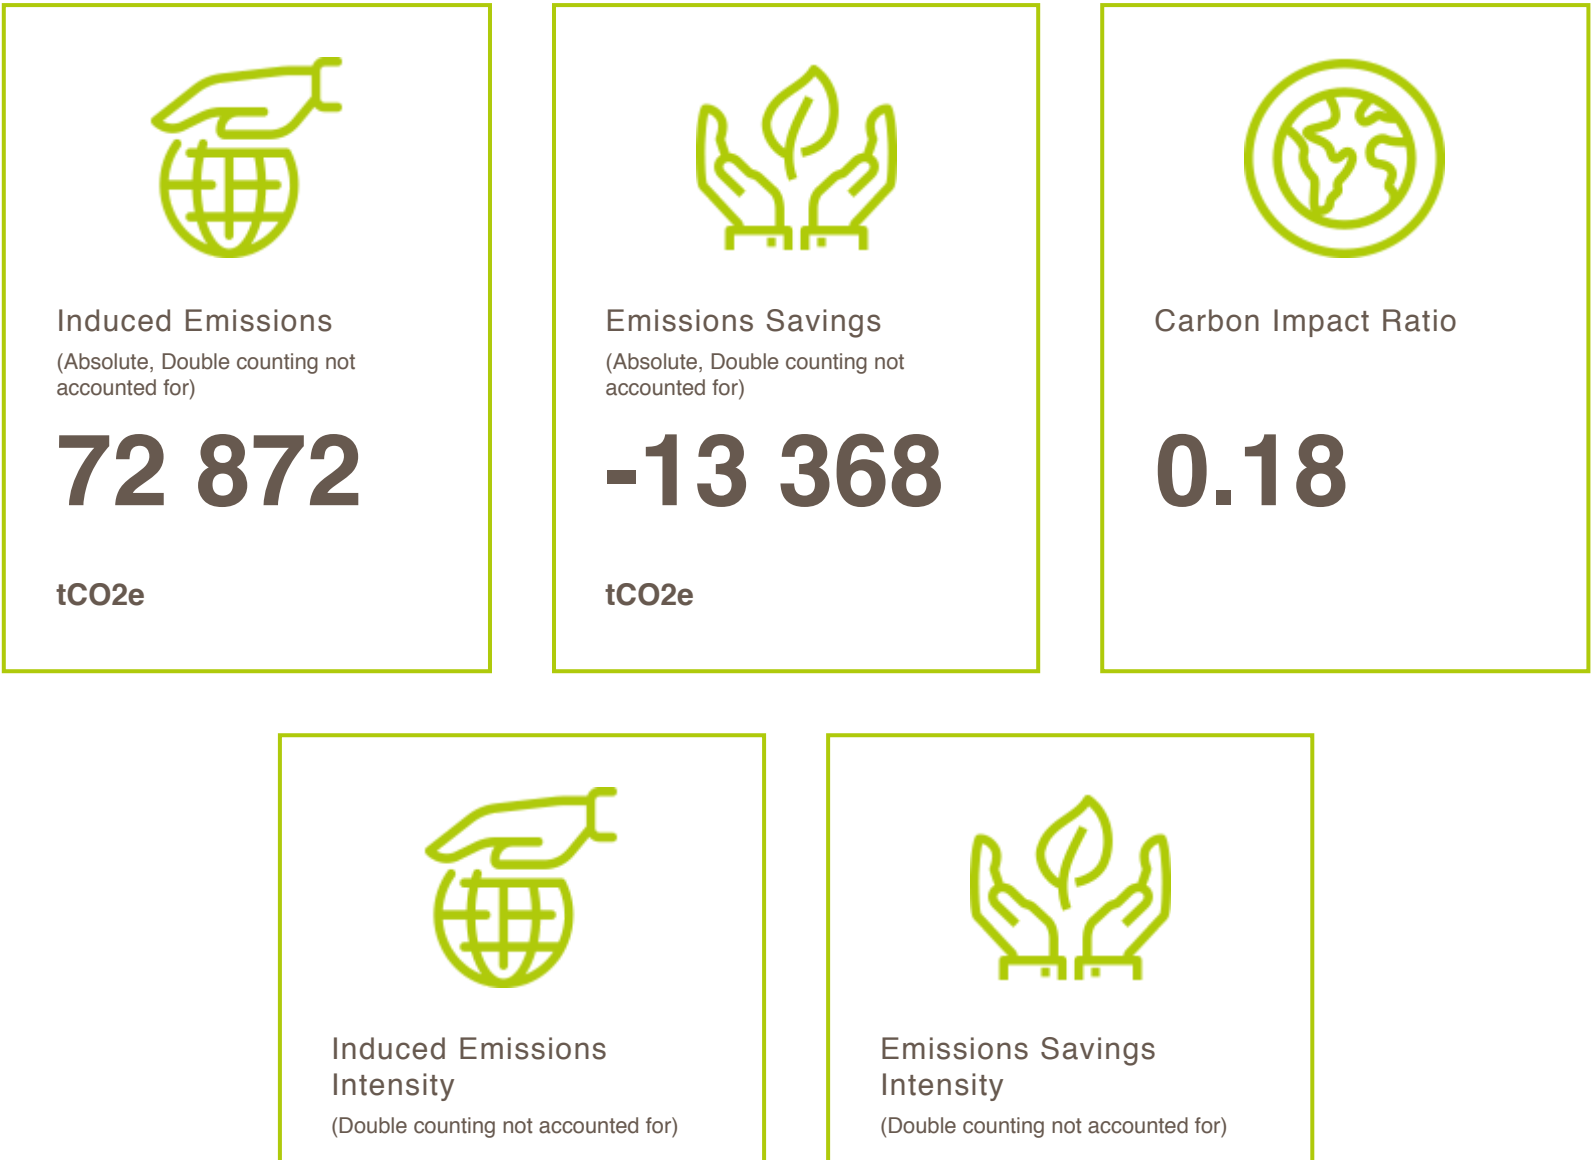 Induced Emissions
(Absolute, Double counting not
accounted for)
72 872
tCO2e
Emissions Savings
(Absolute, Double counting not
accounted for)
-13 368
tCO2e
Carbon Impact Ratio
0.18
Induced Emissions
Intensity
(Double counting not accounted for)
Emissions Savings
Intensity
(Double counting not accounted for)